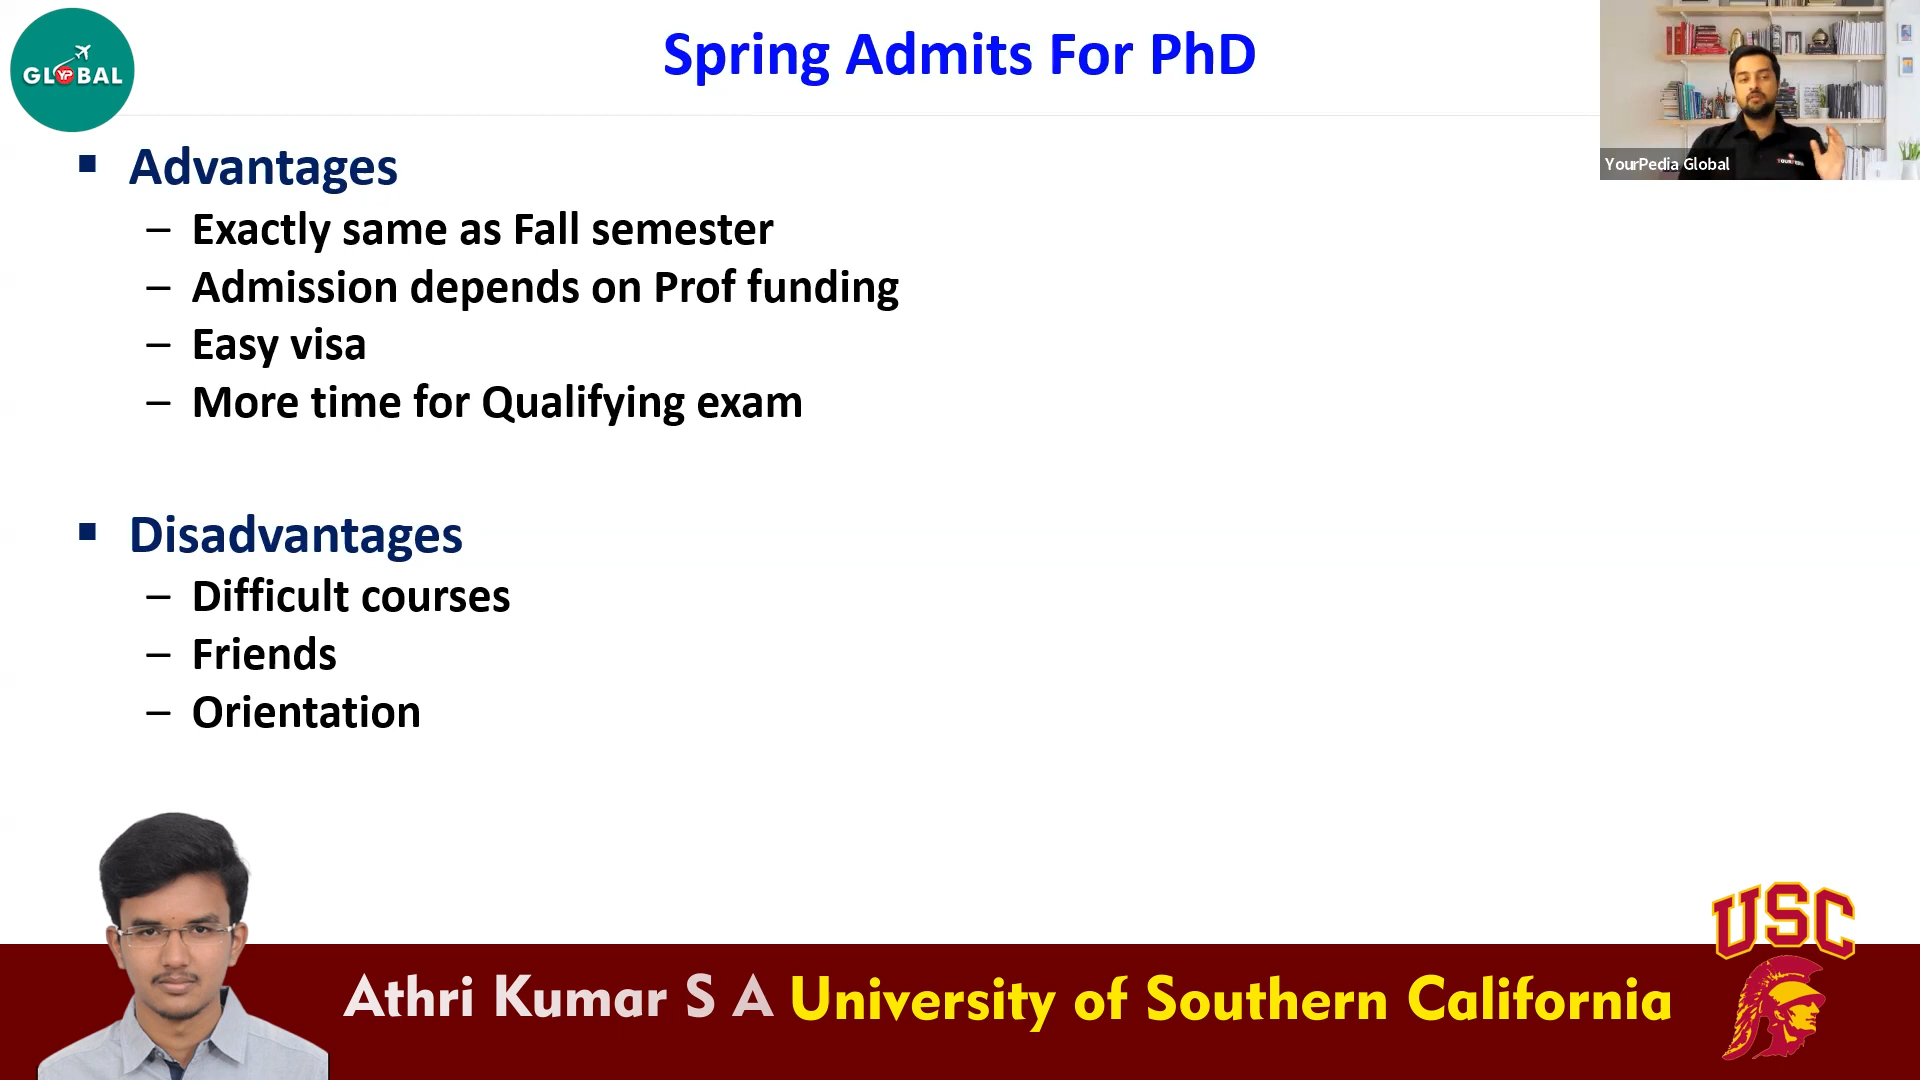 GLOBAL
YP
Spring Admits For PhD
YourPedia Global
Advantages
– Exactly same as Fall semester
– Admission depends on Prof funding
– Easy visa
– More time for Qualifying exam
Disadvantages
– Difficult courses
– Friends
– Orientation
USC
Athri Kumar S A University of Southern California